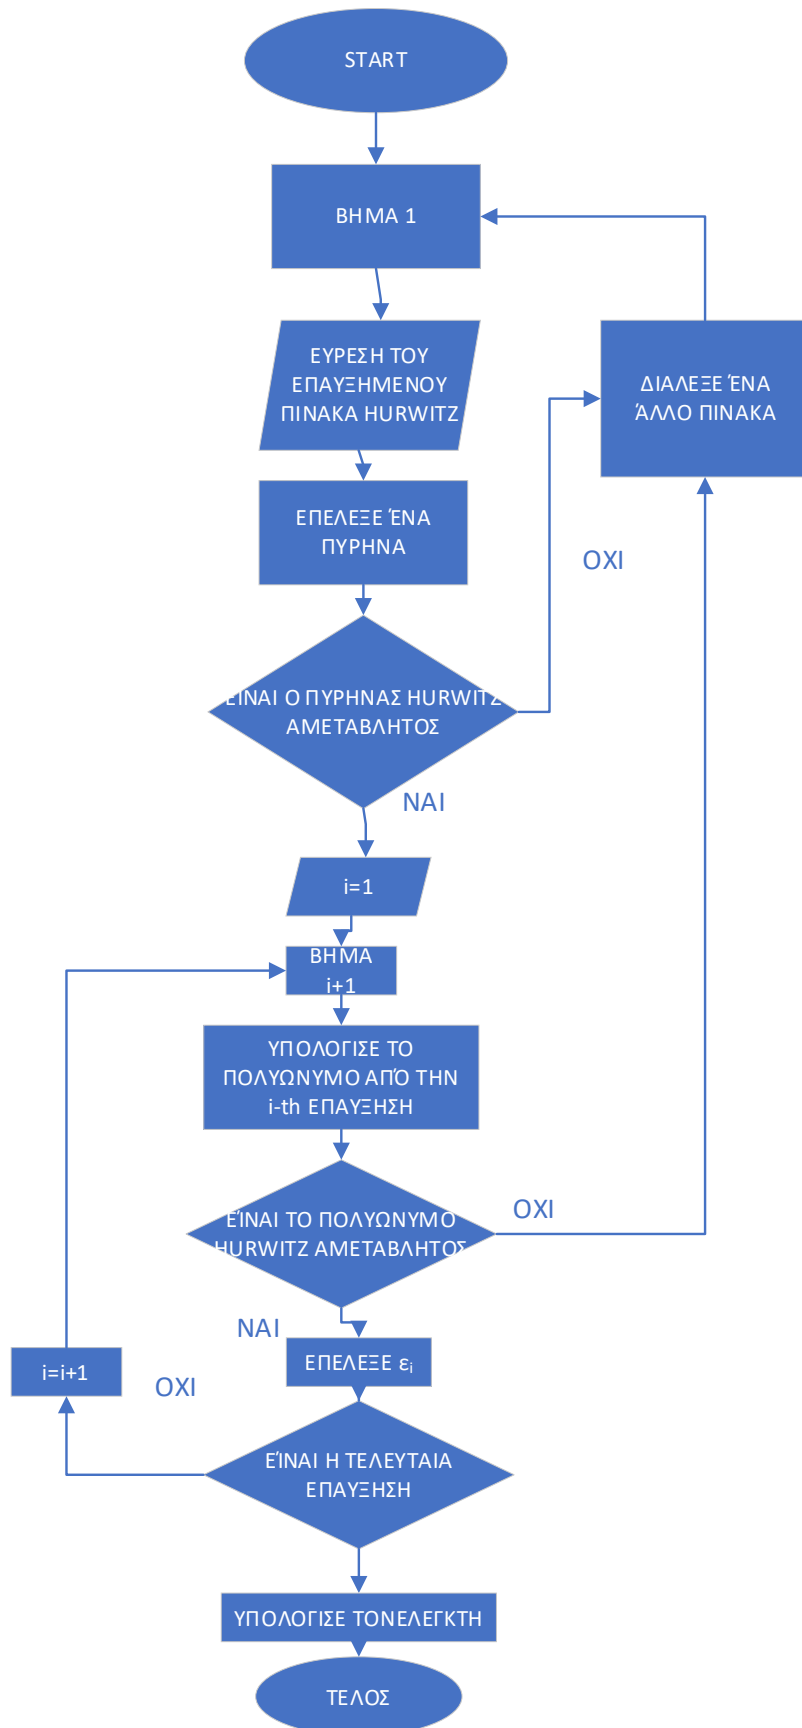 START
ΒΗΜΑ 1
ΕΥΡΕΣΗ ΤΟΥ
ΕΠΑΥΞΗΜΕΝΟΥ
ΠΙΝΑΚΑ HURWITZ
ΔΙΑΛΕΞΕ ΈΝΑ
ΆΛΛΟ ΠΙΝΑΚΑ
ΕΠΕΛΕΞΕ ΈΝΑ
ΠΥΡΗΝΑ
ΟΧΙ
ΕΊΝΑΙ Ο ΠΥΡΗΝΑΣ HURWITZ
ΑΜΕΤΑΒΛΗΤΟΣ
ΝΑΙ
i=1
ΒΗΜΑ
i+1
ΥΠΟΛΟΓΙΣΕ ΤΟ
ΠΟΛΥΩΝΥΜΟ ΑΠΌ ΤΗΝ
i-th ΕΠΑΥΞΗΣΗ
ΟΧΙ
ΕΊΝΑΙ ΤΟ ΠΟΛΥΩΝΥΜΟ
HURWITZ ΑΜΕΤΑΒΛΗΤΟΣ
ΝΑΙ
ΕΠΕΛΕΞΕ εᵢ
i=i+1
ΟΧΙ
ΕΊΝΑΙ Η ΤΕΛΕΥΤΑΙΑ
ΕΠΑΥΞΗΣΗ
ΥΠΟΛΟΓΙΣΕ ΤΟΝΕΛΕΓΚΤΗ
ΤΕΛΟΣ